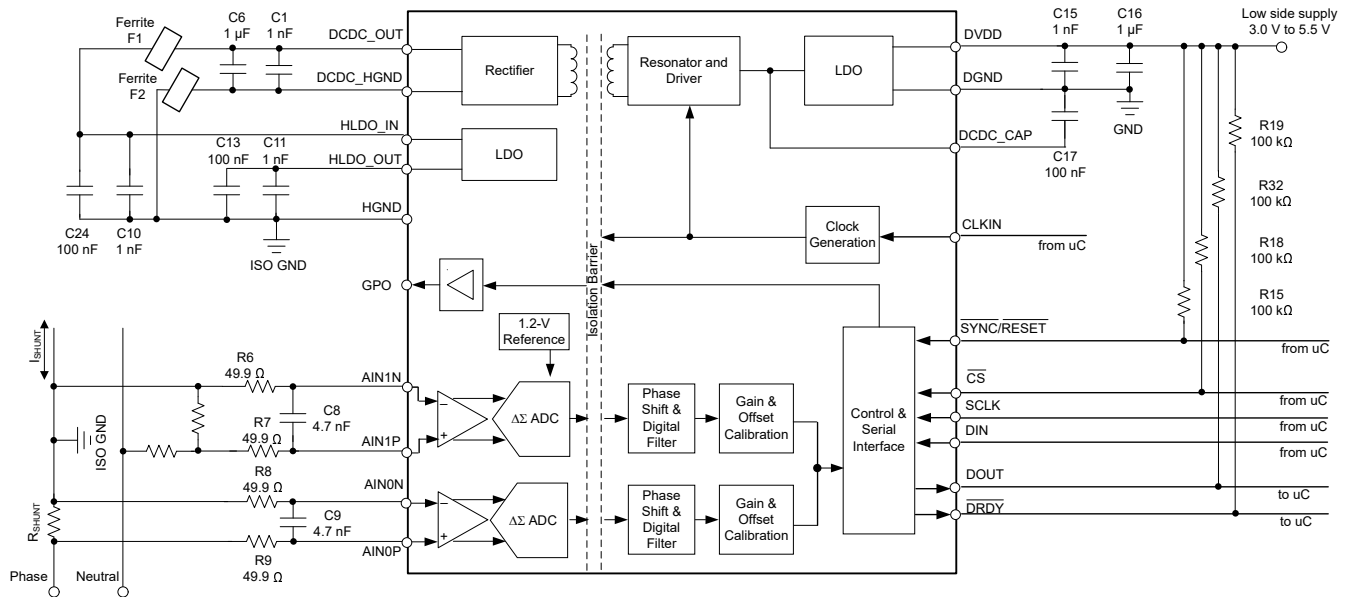 Ferrite
F1
C6
1 µF
C1
1 nF
DCDC_OUT
Ferrite
F2
DCDC_HGND
HLDO_IN
C13
100 nF
C11
1 nF
HLDO_OUT
HGND
C24
100 nF
C10
1 nF
ISO GND
GPO
Rectifier
LDO
Resonator and
Driver
LDO
Clock
Generation
Isolation Barrier
1.2-V
Reference
DVDD
DGND
DCDC_CAP
CLKIN
from uC
C15
1 nF
C16
1 µF
Low side supply
3.0 V to 5.5 V
GND
C17
100 nF
R19
100 kΩ
R32
100 kΩ
R18
100 kΩ
R15
100 kΩ
SYNC/RESET
from uC
CS
from uC
SCLK
from uC
DIN
from uC
DOUT
to uC
DRDY
to uC
ISHUNT
R6
49.9 Ω
AIN1N
C8
4.7 nF
R7
49.9 Ω
AIN1P
ISO GND
R8
49.9 Ω
AIN0N
C9
4.7 nF
RSHUNT
R9
49.9 Ω
AIN0P
Phase
Neutral
−
+
ΔΣ ADC
−
+
ΔΣ ADC
Phase
Shift &
Digital
Filter
Gain &
Offset
Calibration
Phase
Shift &
Digital
Filter
Gain &
Offset
Calibration
Control &
Serial
Interface